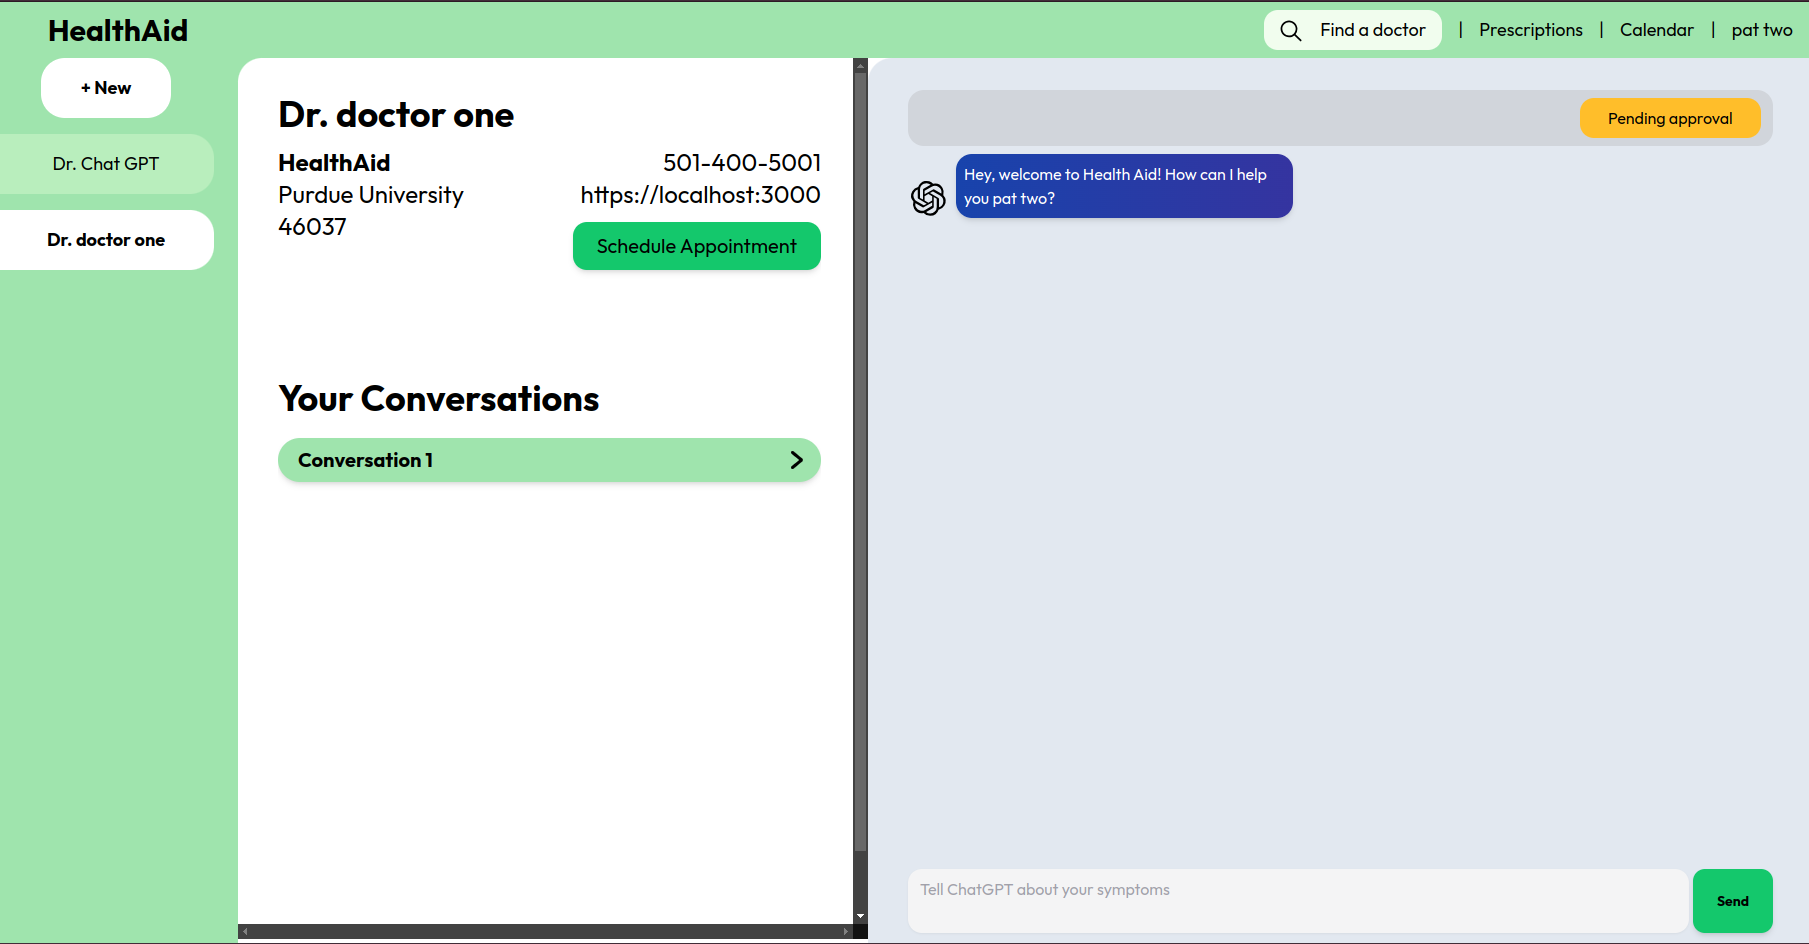 HealthAid
Find a doctor | Prescriptions | Calendar | pat two
+ New
Dr. Chat GPT
Dr. doctor one
Dr. doctor one
HealthAid
Purdue University
46037
501-400-5001
https://localhost:3000
Schedule Appointment
Your Conversations
Conversation 1
Pending approval
Hey, welcome to Health Aid! How can I help
you pat two?
Tell ChatGPT about your symptoms
Send